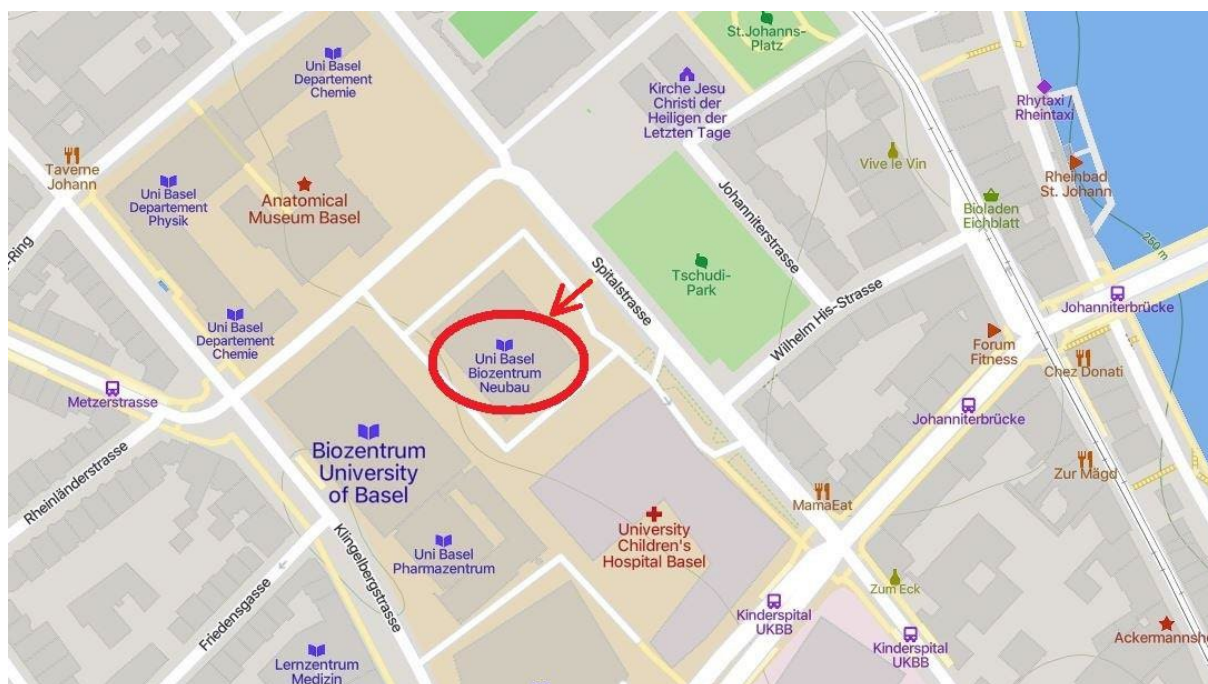 St.Johanns-
Platz
Uni Basel
Departement
Chemie
Kirche Jesu
Christi der
Heiligen der
Letzten Tage
Rhytaxi /
Rheintaxi
Taverne
Johann
Vive le Vin
Rheinbad
St. Johann
Uni Basel
Departement
Physik
Anatomical
Museum Basel
Johanniterstrasse
Bioladen
Eichblatt
-Ring
250 m
Spitalstrasse
Tschudi-
Park
Wilhelm His-Strasse
Johanniterbrücke
Uni Basel
Departement
Chemie
Uni Basel
Biozentrum
Neubau
Forum
Fitness
Chez Donati
Metzerstrasse
Johanniterbrücke
Biozentrum
University
of Basel
Rheinländerstrasse
Zur Mägd
MamaEat
University
Children's
Hospital Basel
Uni Basel
Pharmazentrum
Klingelbergstrasse
Zum Eck
Friedensgasse
Kinderspital
UKBB
Ackermannsho
Kinderspital
UKBB
Lernzentrum
Medizin